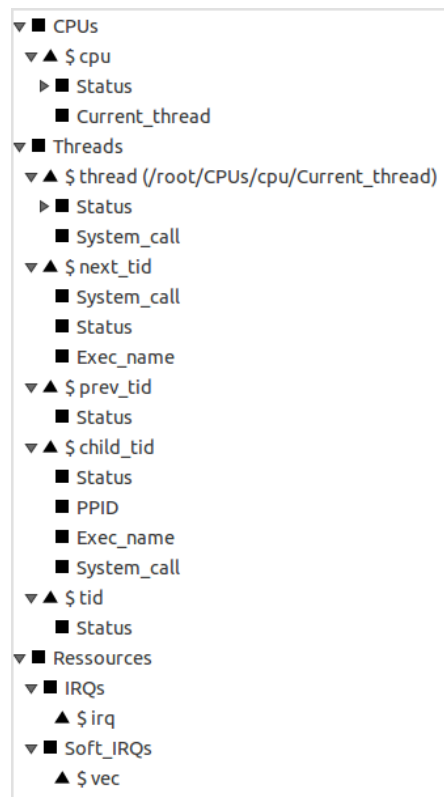 CPUs
$ cpu
Status
Current_thread
Threads
$ thread (/root/CPUs/cpu/Current_thread)
Status
System_call
$ next_tid
System_call
Status
Exec_name
$ prev_tid
Status
$ child_tid
Status
PPID
Exec_name
System_call
$ tid
Status
Ressources
IRQs
$ irq
Soft_IRQs
$ vec